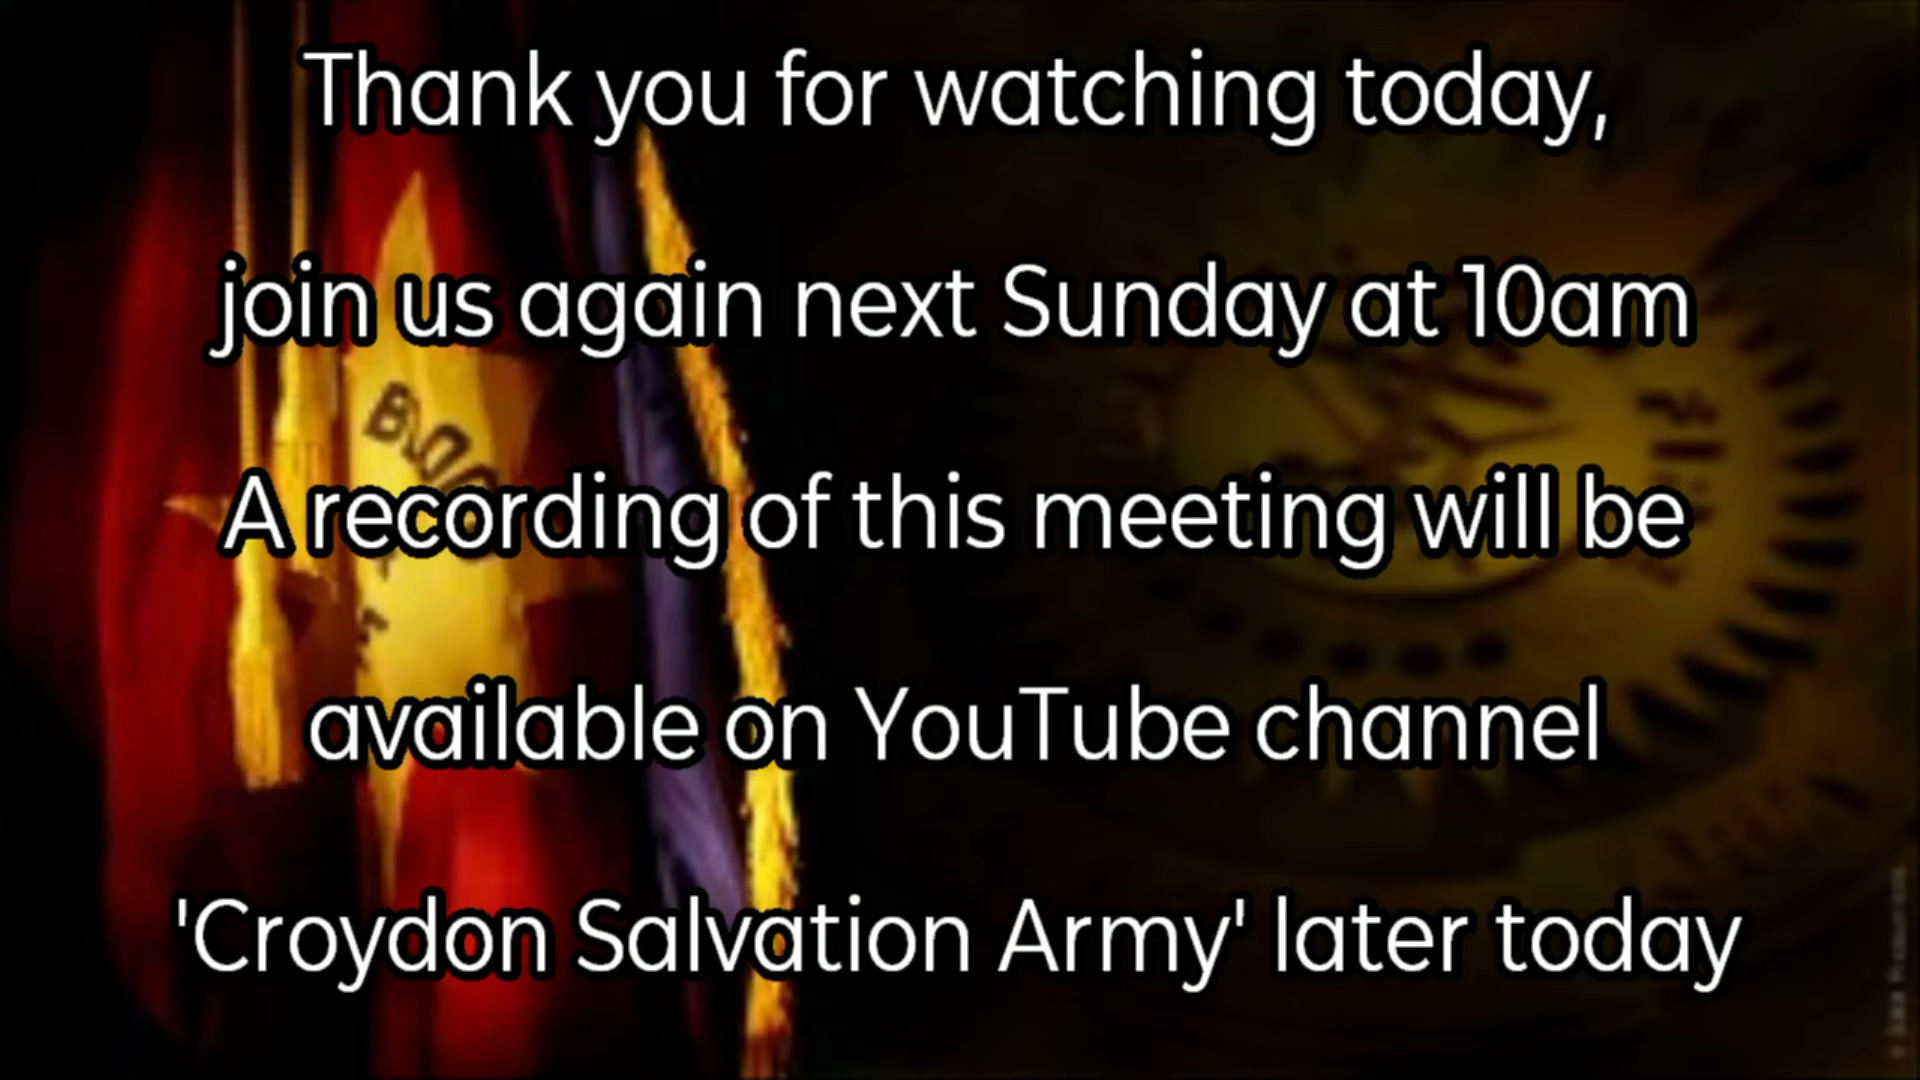 Thank you for watching today,
join us again next Sunday at 10am
A recording of this meeting will be
available on YouTube channel
'Croydon Salvation Army' later today